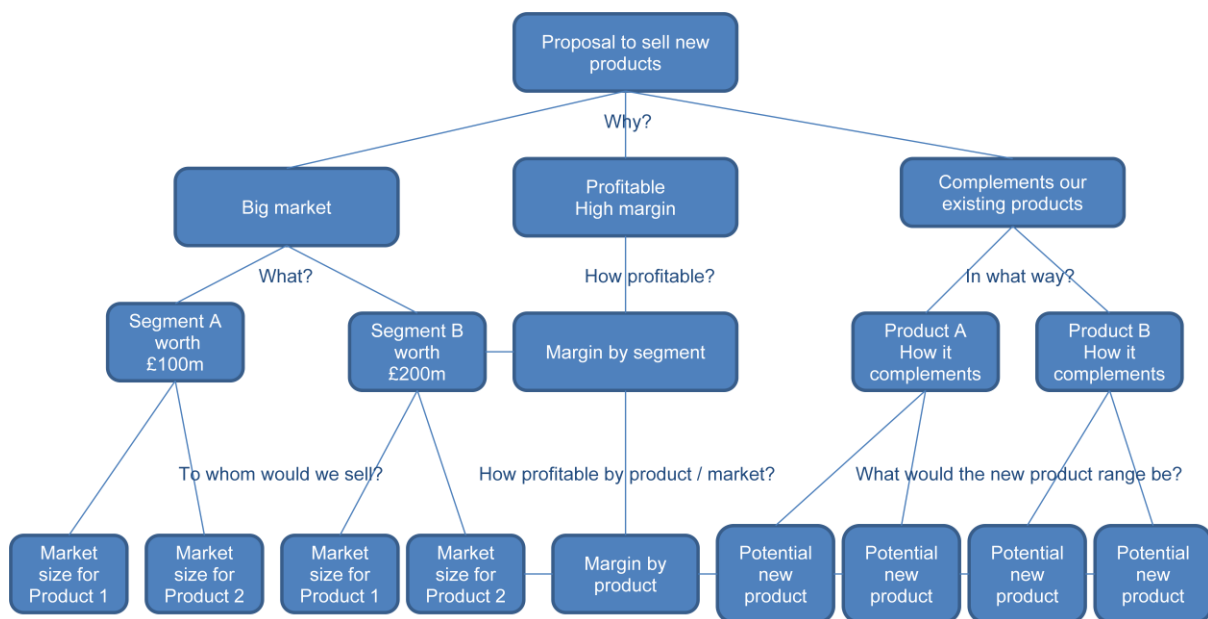 Proposal to sell new
products
Why?
Big market
Profitable
High margin
Complements our
existing products
What?
How profitable?
In what way?
Segment A
worth
£100m
Segment B
worth
£200m
Margin by segment
Product A
How it
complements
Product B
How it
complements
To whom would we sell?
How profitable by product / market?
What would the new product range be?
Market
size for
Product 1
Market
size for
Product 2
Market
size for
Product 1
Market
size for
Product 2
Margin by
product
Potential
new
product
Potential
new
product
Potential
new
product
Potential
new
product